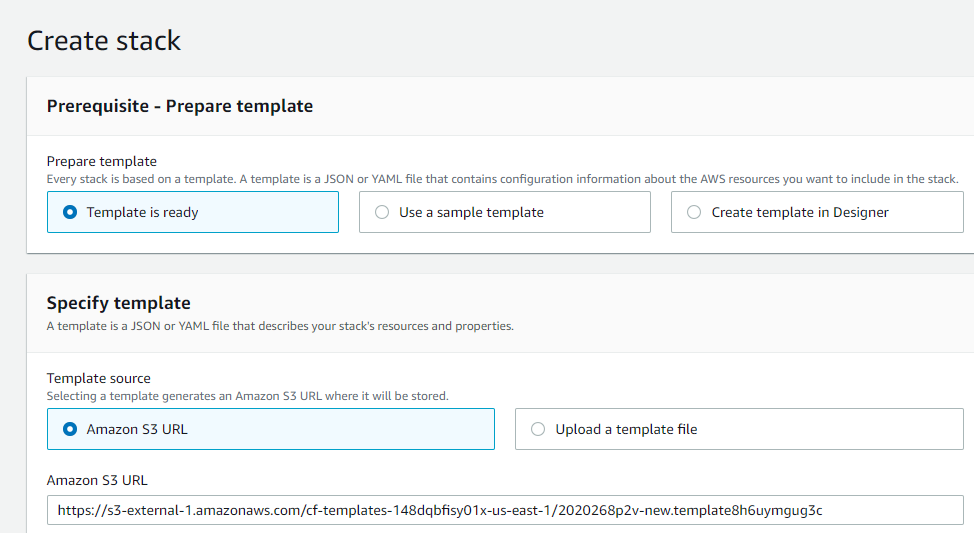 Create stack
Prerequisite - Prepare template
Prepare template
Every stack is based on a template. A template is a JSON or YAML file that contains configuration information about the AWS resources you want to include in the stack.
Template is ready
Use a sample template
Create template in Designer
Specify template
A template is a JSON or YAML file that describes your stack's resources and properties.
Template source
Selecting a template generates an Amazon S3 URL where it will be stored.
Amazon S3 URL
Upload a template file
Amazon S3 URL
https://s3-external-1.amazonaws.com/cf-templates-148dqbfisy01x-us-east-1/2020268p2v-new.template8h6uymgug3c